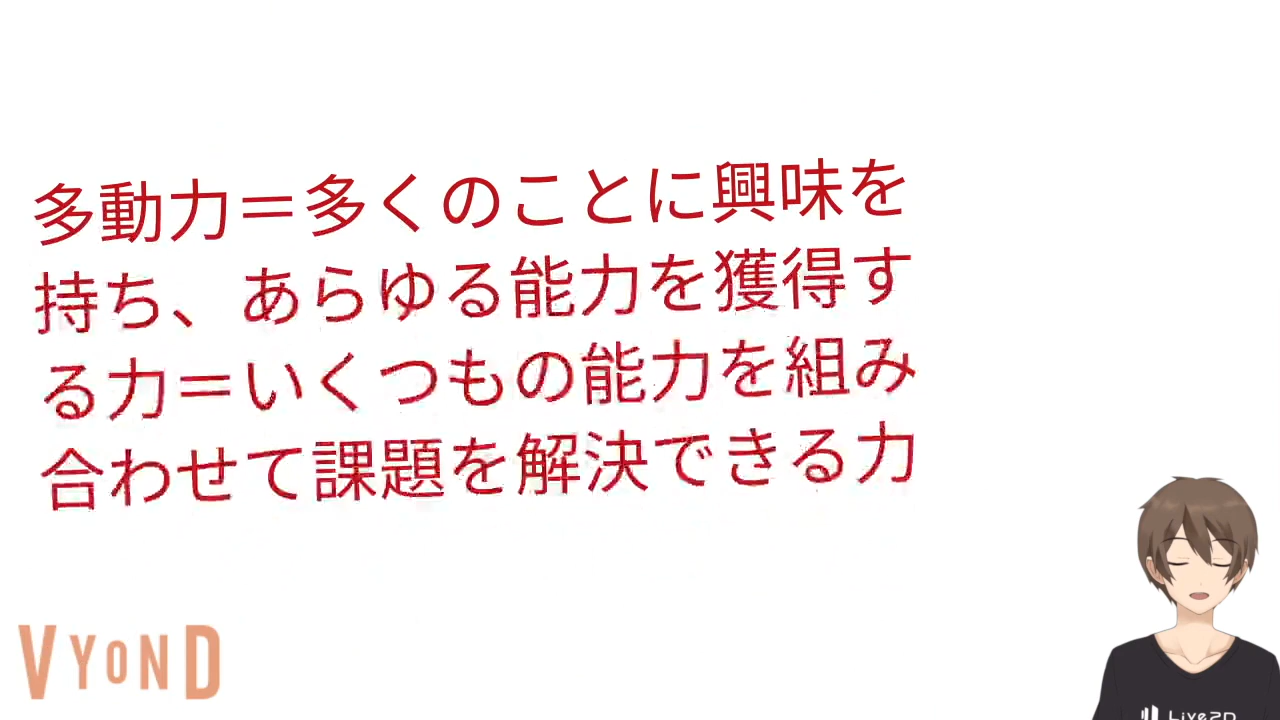 多動力＝多くのことに興味を
持ち、あらゆる能力を獲得す
る力＝いくつもの能力を組み
合わせて課題を解決できる力
VYOND
Live2D